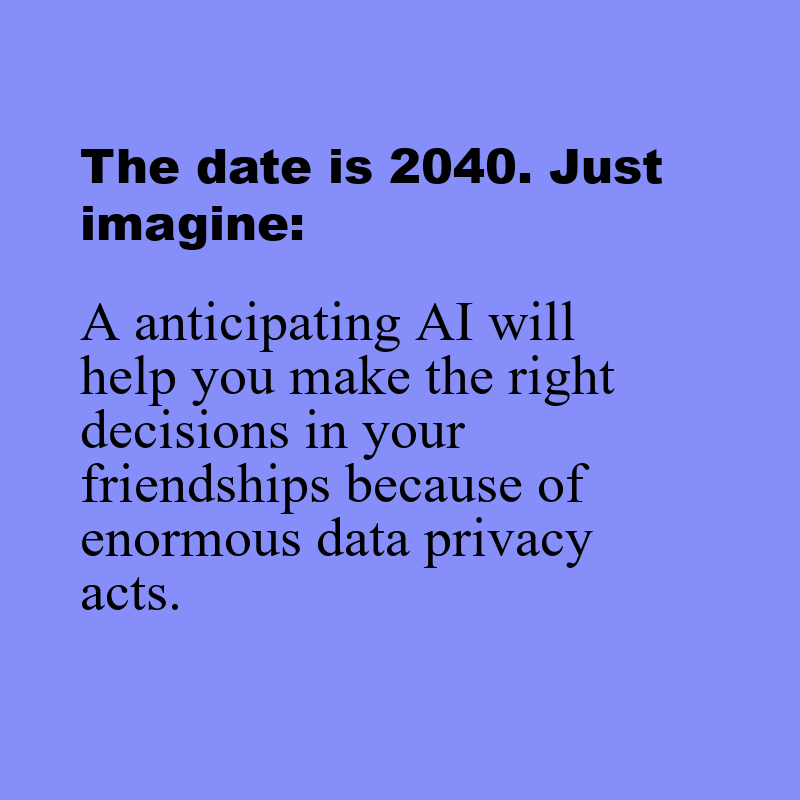 The date is 2040. Just
imagine:
A anticipating AI will
help you make the right
decisions in your
friendships because of
enormous data privacy
acts.